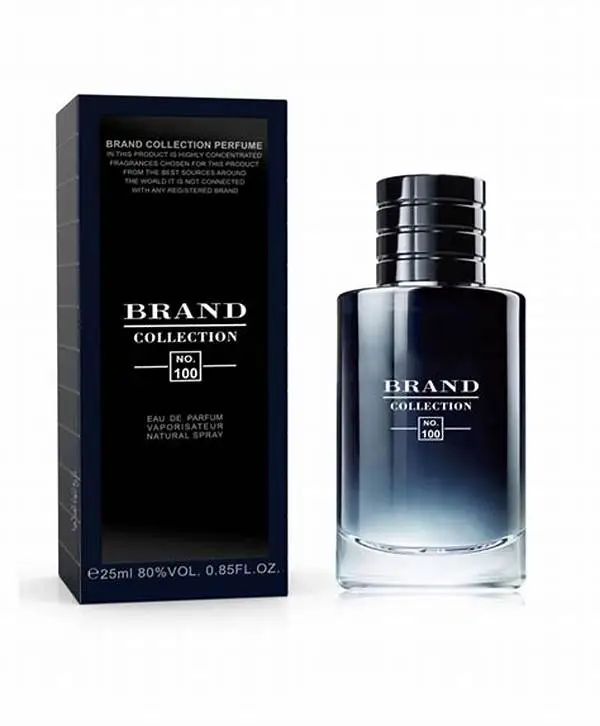 BRAND COLLECTION PERFUME
IN THIS PRODUCT IS HIGHLY CONCENTRATED
FRAGRANCES CHOSEN FOR THIS PRODUCT
FROM THE BEST SOURCES AROUND
THE WORLD IT IS NOT CONNECTED
WITH ANY REGISTERED BRAND
BRAND
COLLECTION
NO.
100
EAU DE PARFUM
VAPORISATEUR
NATURAL SPRAY
℮25ml 80%VOL. 0.85FL.OZ.
BRAND
COLLECTION
NO.
100